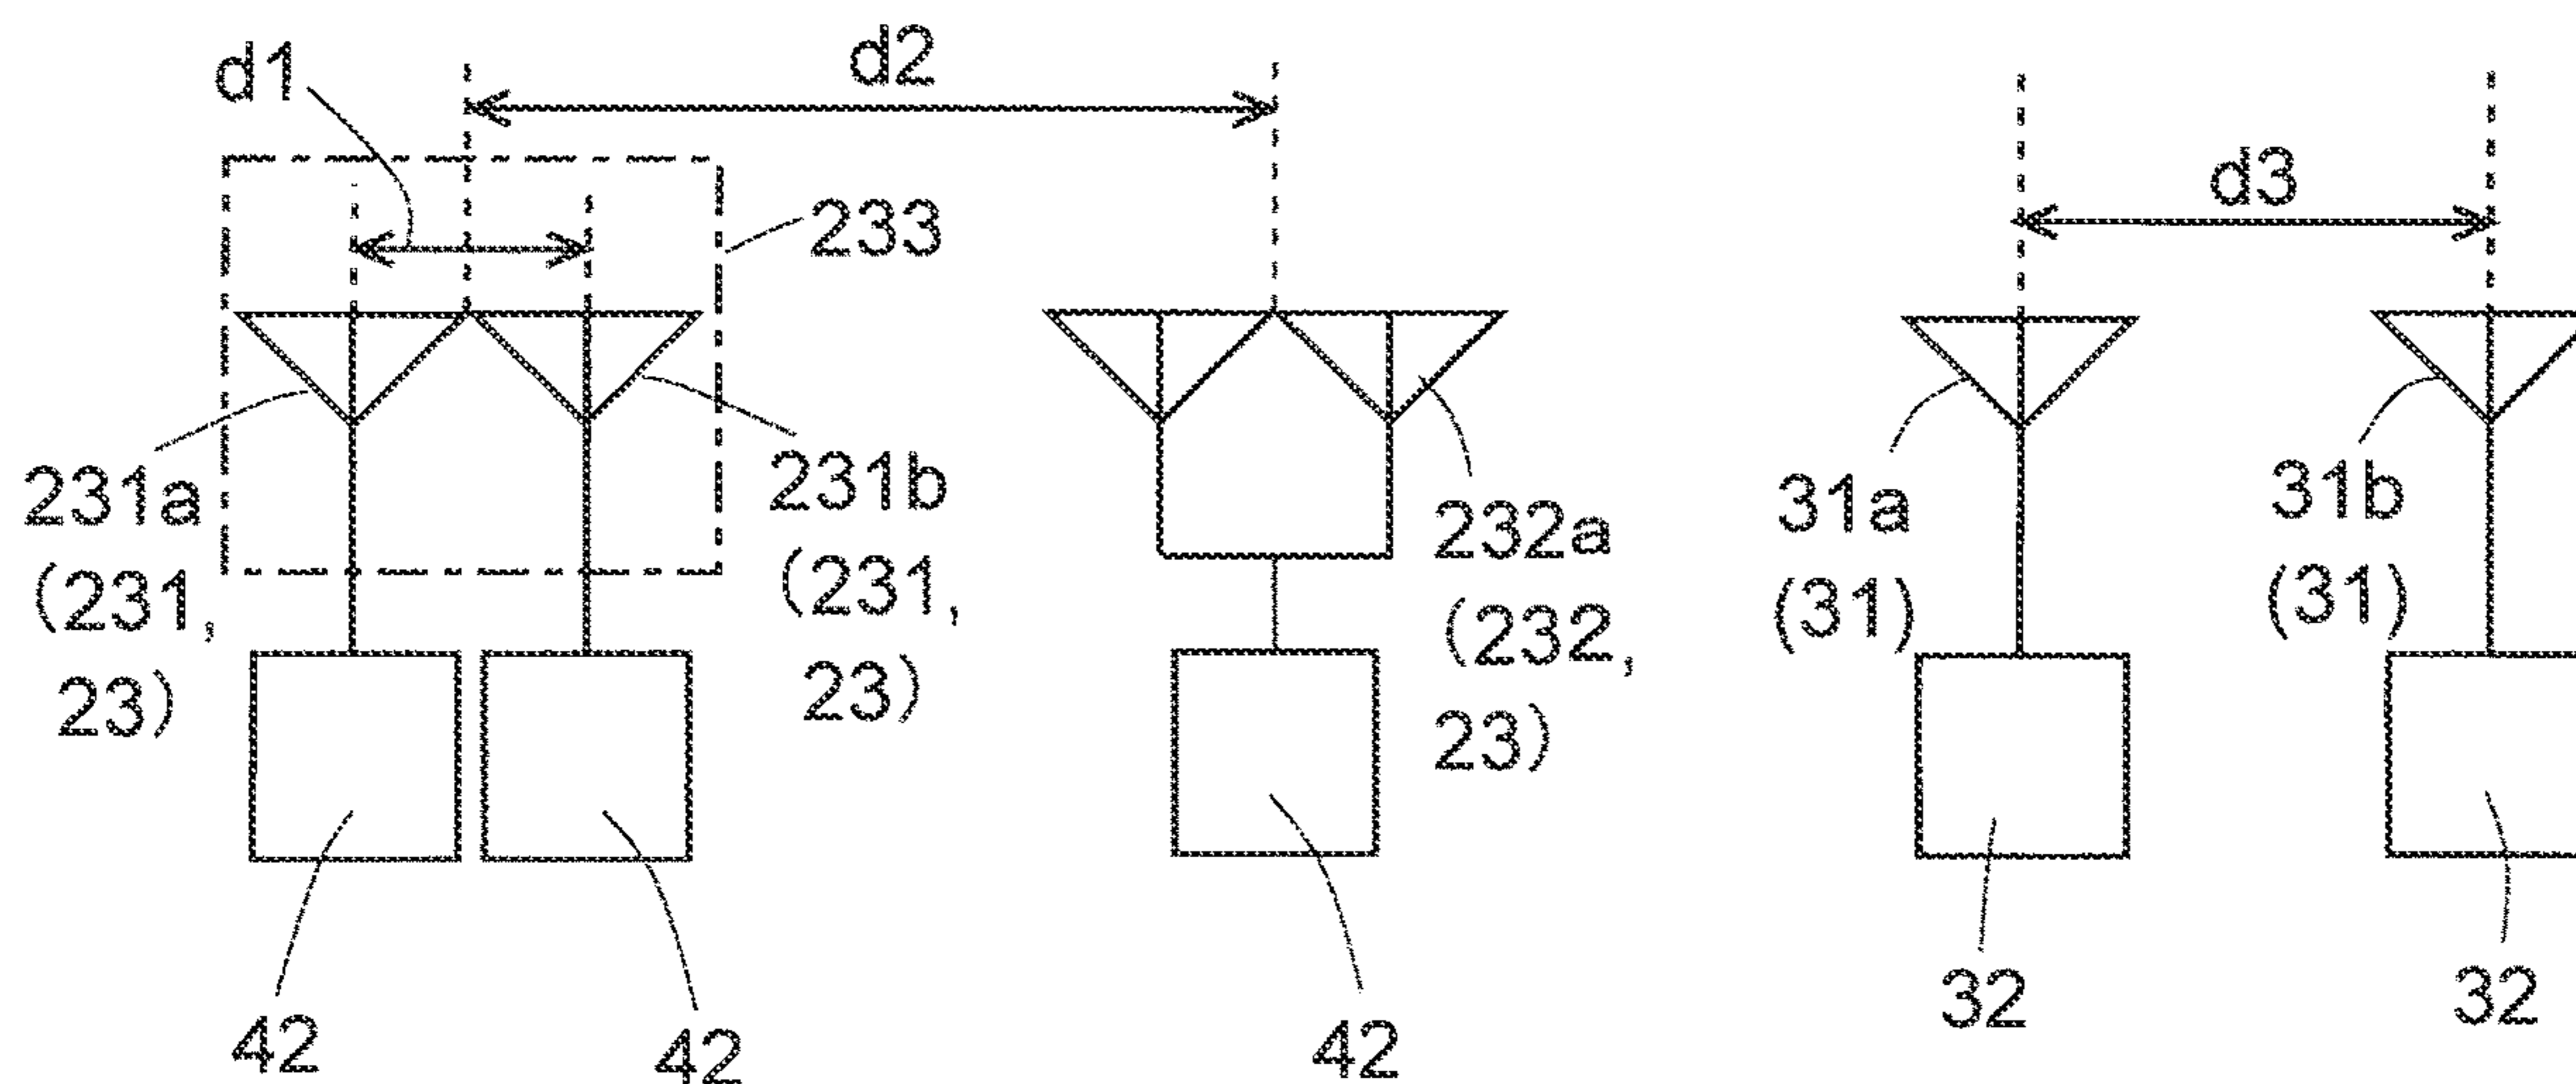 d1
d2
d3
233
231a
(231,
23)
231b
(231,
23)
232a
(232,
23)
31a
(31)
31b
(31)
42
42
42
32
32